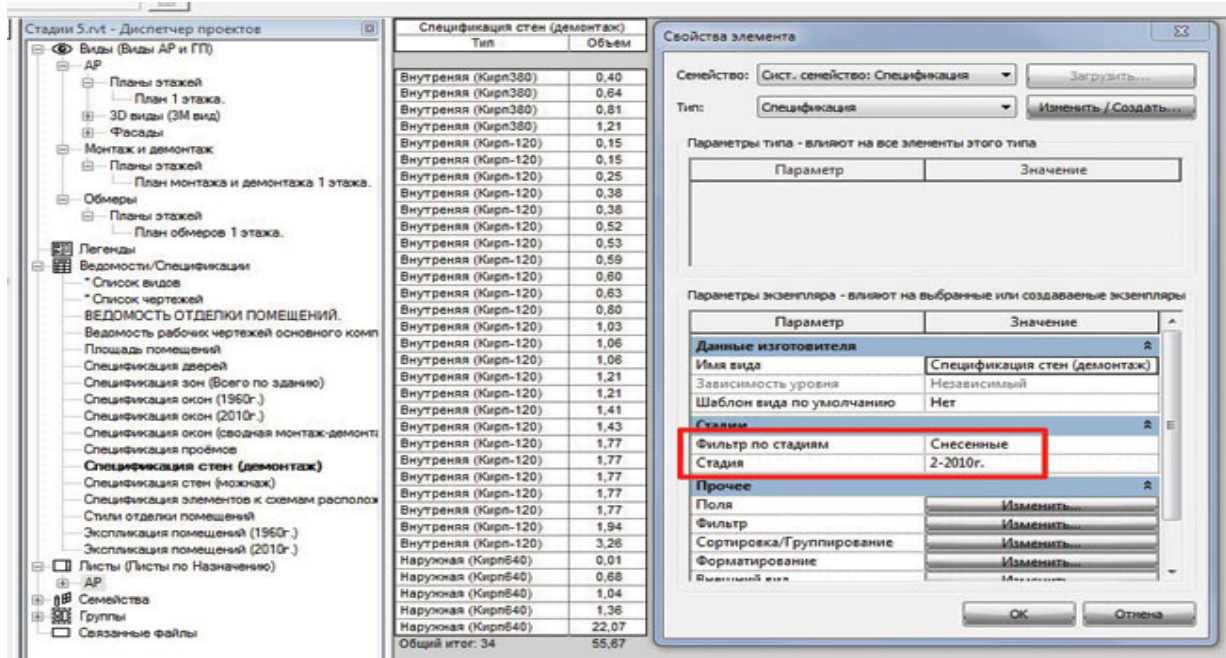 Стадии 5.rvt - Диспетчер проектов
Виды (Виды АР и ГП)
АР
Планы этажей
План 1 этажа.
3D виды (3М вид)
Фасады
Монтаж и демонтаж
Планы этажей
План монтажа и демонтажа 1 этажа.
Обмеры
Планы этажей
План обмеров 1 этажа.
Легенды
Ведомости/Спецификации
* Список видов
* Список чертежей
ВЕДОМОСТЬ ОТДЕЛКИ ПОМЕЩЕНИЙ.
Ведомость рабочих чертежей основного комп
Площадь помещений
Спецификация дверей
Спецификация зон (Всего по зданию)
Спецификация окон (1960г.)
Спецификация окон (2010г.)
Спецификация окон (сводная монтаж-демонта
Спецификация проёмов
Спецификация стен (демонтаж)
Спецификация стен (можнаж)
Спецификация элементов к схемам располож
Стили отделки помещений
Экспликация помещений (1960г.)
Экспликация помещений (2010г.)
Листы (Листы по Назначению)
АР
Семейства
Группы
Связанные файлы
Спецификация стен (демонтаж)
Тип Объем
Внутреняя (Кирп380) 0,40
Внутреняя (Кирп380) 0,64
Внутреняя (Кирп380) 0,81
Внутреняя (Кирп380) 1,21
Внутреняя (Кирп-120) 0,15
Внутреняя (Кирп-120) 0,15
Внутреняя (Кирп-120) 0,25
Внутреняя (Кирп-120) 0,38
Внутреняя (Кирп-120) 0,38
Внутреняя (Кирп-120) 0,52
Внутреняя (Кирп-120) 0,53
Внутреняя (Кирп-120) 0,59
Внутреняя (Кирп-120) 0,60
Внутреняя (Кирп-120) 0,63
Внутреняя (Кирп-120) 0,80
Внутреняя (Кирп-120) 1,03
Внутреняя (Кирп-120) 1,06
Внутреняя (Кирп-120) 1,06
Внутреняя (Кирп-120) 1,21
Внутреняя (Кирп-120) 1,21
Внутреняя (Кирп-120) 1,41
Внутреняя (Кирп-120) 1,43
Внутреняя (Кирп-120) 1,77
Внутреняя (Кирп-120) 1,77
Внутреняя (Кирп-120) 1,77
Внутреняя (Кирп-120) 1,77
Внутреняя (Кирп-120) 1,77
Внутреняя (Кирп-120) 1,94
Внутреняя (Кирп-120) 3,26
Наружная (Кирп640) 0,01
Наружная (Кирп640) 0,68
Наружная (Кирп640) 1,04
Наружная (Кирп640) 1,36
Наружная (Кирп640) 22,07
Общий итог: 34 55,67
Свойства элемента
Семейство: Сист. семейство: Спецификация Загрузить...
Тип: Спецификация Изменить / Создать...
Параметры типа - влияют на все элементы этого типа
Параметр Значение
Параметры экземпляра - влияют на выбранные или создаваемые экземпляры
Параметр Значение
Данные изготовителя
Имя вида Спецификация стен (демонтаж)
Зависимость уровня Независимый
Шаблон вида по умолчанию Нет
Стадии
Фильтр по стадиям Снесенные
Стадия 2-2010г.
Прочее
Поля Изменить...
Фильтр Изменить...
Сортировка/Группирование Изменить...
Форматирование Изменить...
Внешний вид Изменить...
ОК Отмена